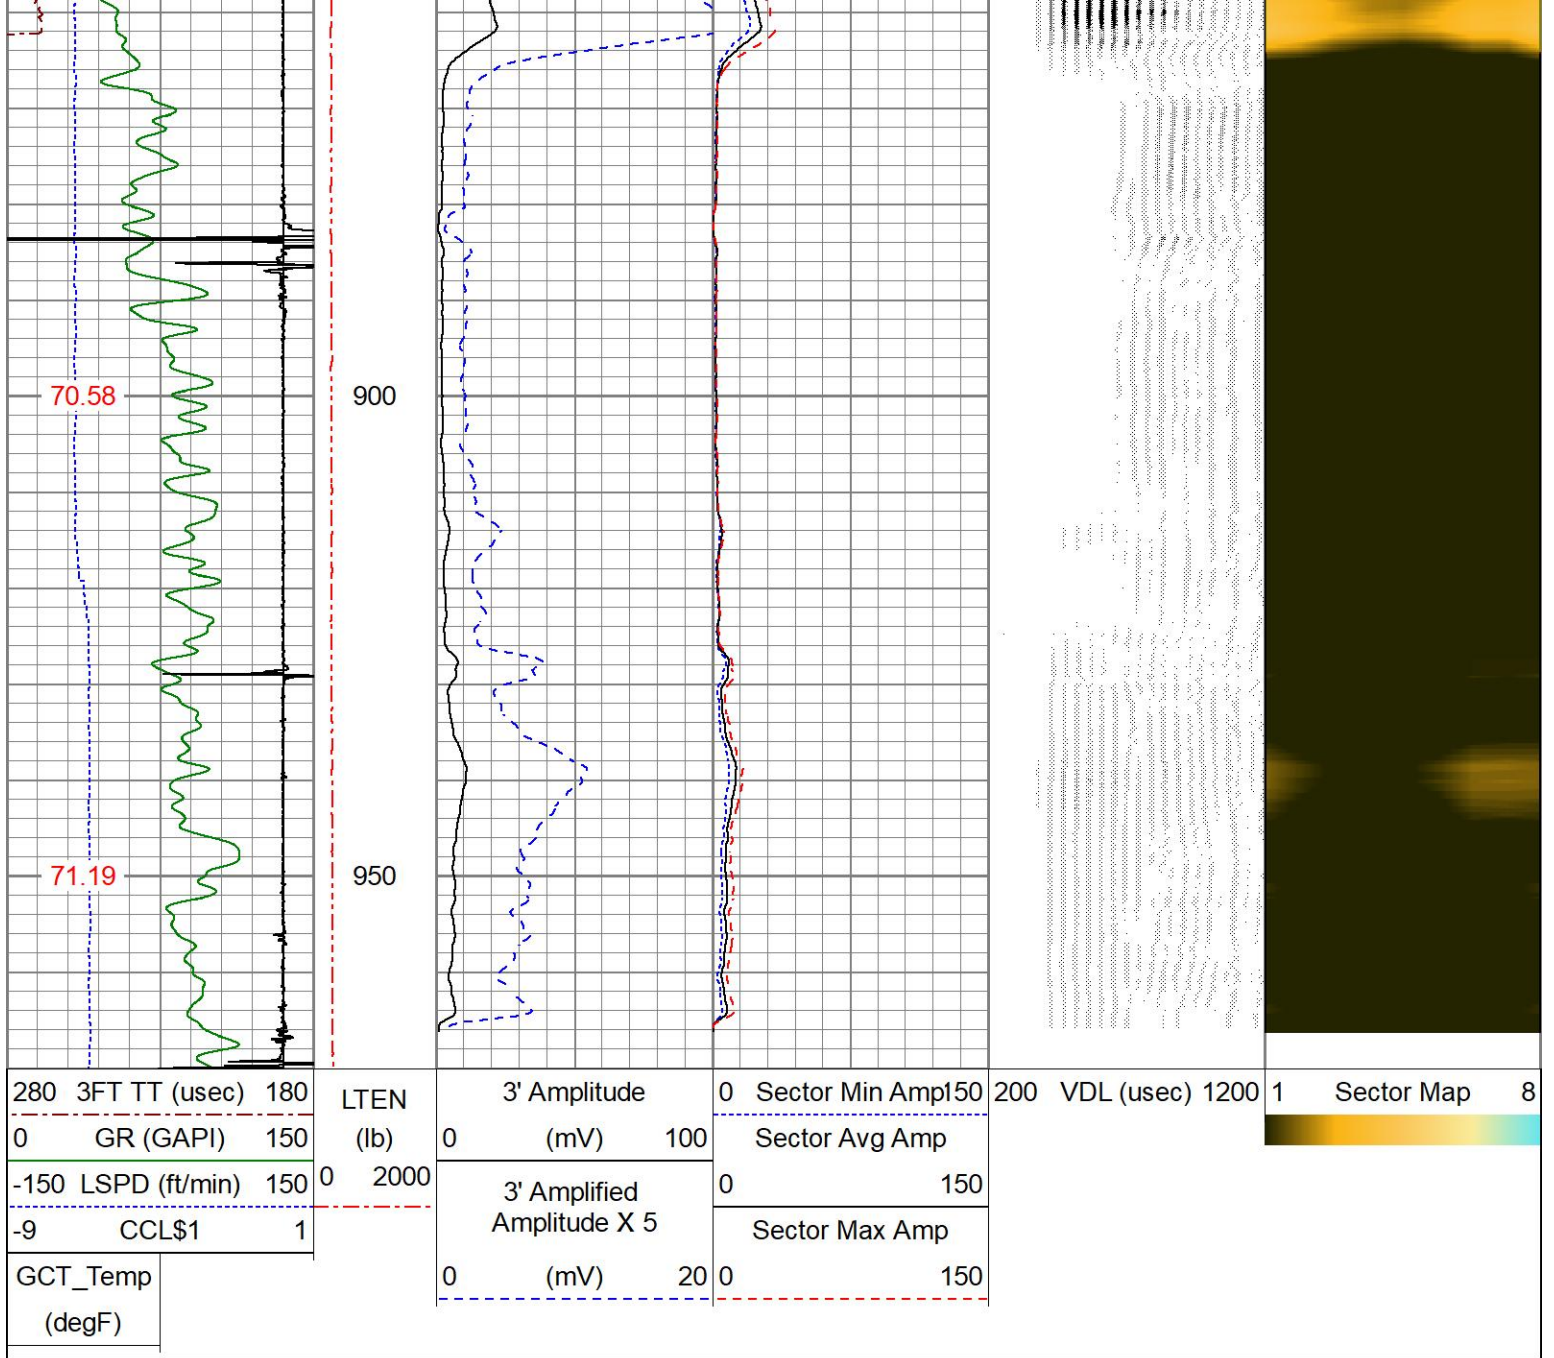 70.58
900
71.19
950
280 3FT TT (usec) 180
0 GR (GAPI) 150
-150 LSPD (ft/min) 150
-9 CCL$1 1
GCT_Temp
(degF)
LTEN
(lb)
0 2000
3' Amplitude
0 (mV) 100
3' Amplified
Amplitude X 5
0 (mV) 20
0 Sector Min Amp150
Sector Avg Amp
0 150
Sector Max Amp
0 150
200 VDL (usec) 1200
1 Sector Map 8